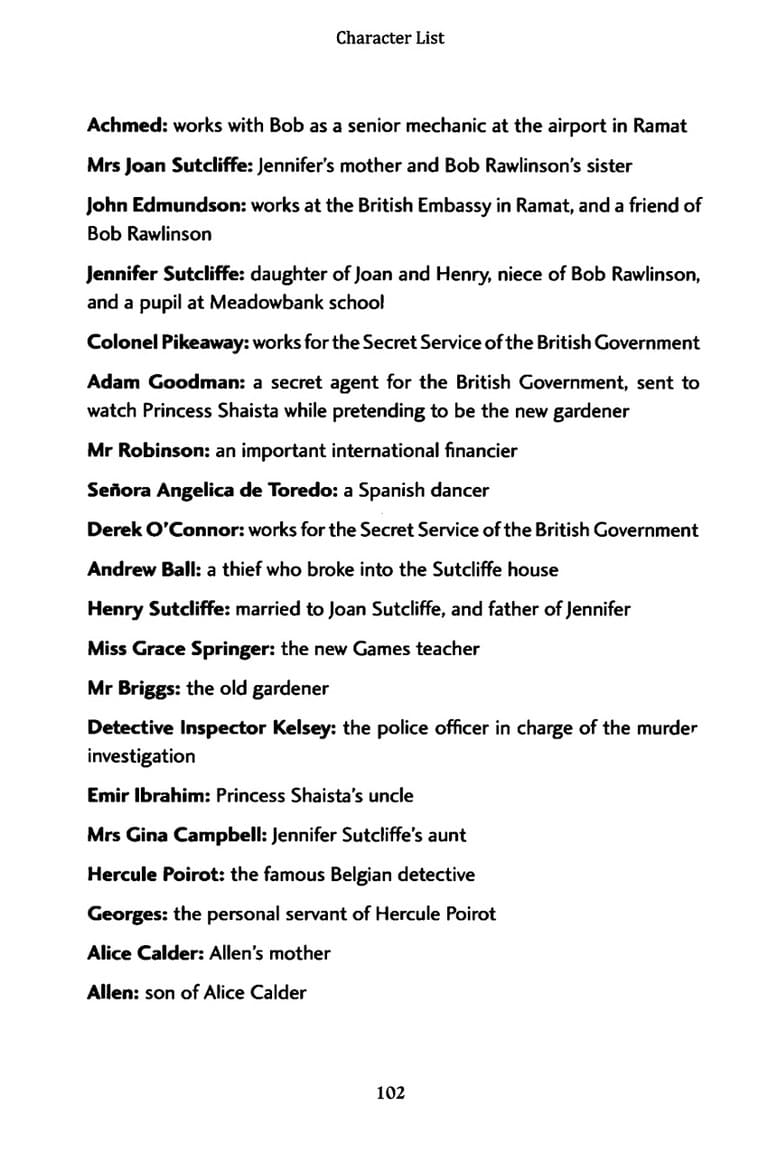 Character List
Achmed: works with Bob as a senior mechanic at the airport in Ramat
Mrs Joan Sutcliffe: Jennifer's mother and Bob Rawlinson's sister
John Edmundson: works at the British Embassy in Ramat, and a friend of
Bob Rawlinson
Jennifer Sutcliffe: daughter of Joan and Henry, niece of Bob Rawlinson,
and a pupil at Meadowbank school
Colonel Pikeaway: works for the Secret Service of the British Government
Adam Goodman: a secret agent for the British Government, sent to
watch Princess Shaista while pretending to be the new gardener
Mr Robinson: an important international financier
Señora Angelica de Toredo: a Spanish dancer
Derek O'Connor: works for the Secret Service of the British Government
Andrew Ball: a thief who broke into the Sutcliffe house
Henry Sutcliffe: married to Joan Sutcliffe, and father of Jennifer
Miss Grace Springer: the new Games teacher
Mr Briggs: the old gardener
Detective Inspector Kelsey: the police officer in charge of the murder
investigation
Emir Ibrahim: Princess Shaista's uncle
Mrs Gina Campbell: Jennifer Sutcliffe's aunt
Hercule Poirot: the famous Belgian detective
Georges: the personal servant of Hercule Poirot
Alice Calder: Allen's mother
Allen: son of Alice Calder
102